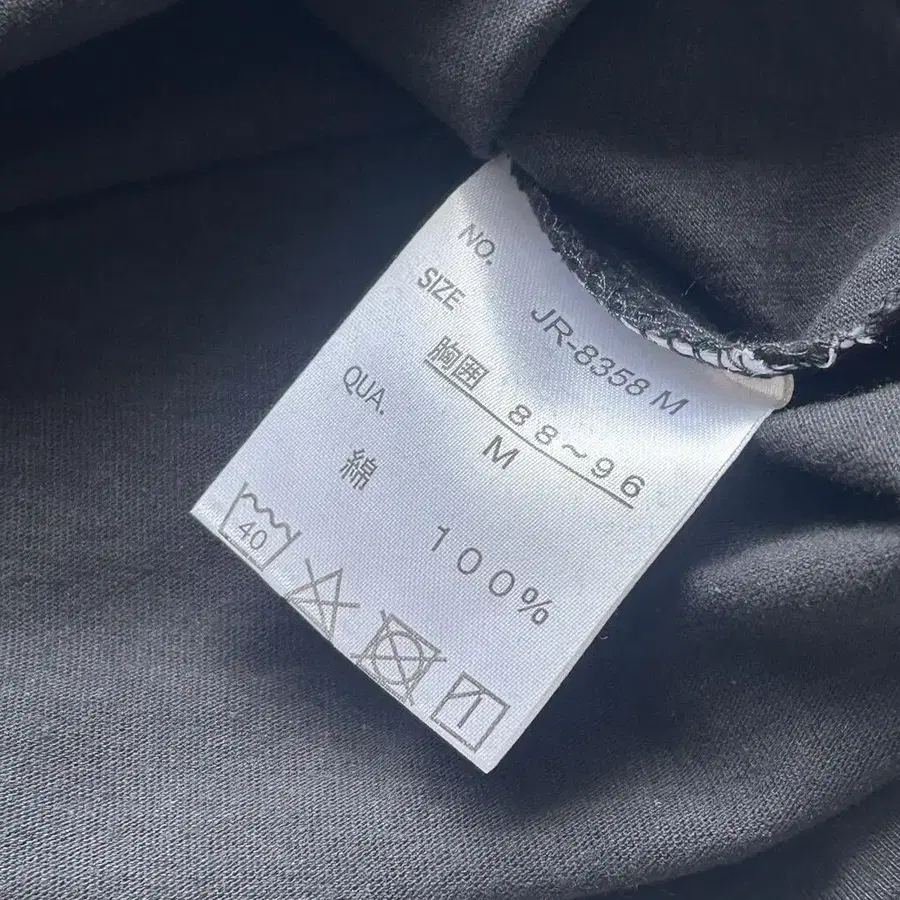 NO. JR-8358 M
SIZE
胸囲 88～96
M
QUA.
綿 100%
40